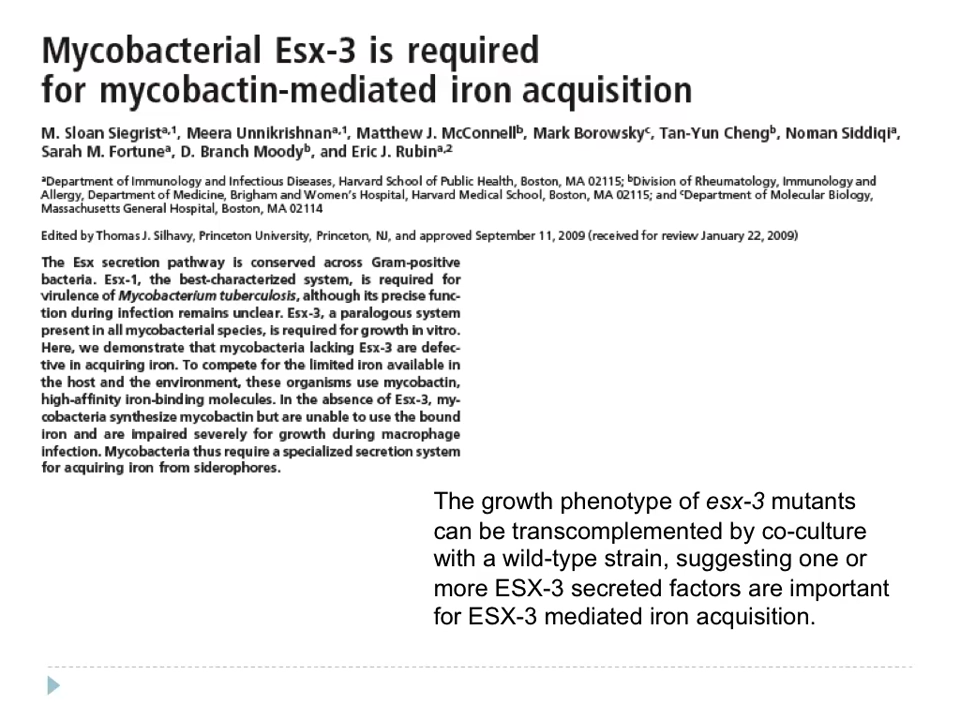 Mycobacterial Esx-3 is required
for mycobactin-mediated iron acquisition
M. Sloan Siegristᵃ,¹, Meera Unnikrishnanᵃ,¹, Matthew J. McConnellᵇ, Mark Borowskyᶜ, Tan-Yun Chengᵇ, Noman Siddiqiᵃ,
Sarah M. Fortuneᵃ, D. Branch Moodyᵇ, and Eric J. Rubinᵃ,²
ᵃDepartment of Immunology and Infectious Diseases, Harvard School of Public Health, Boston, MA 02115; ᵇDivision of Rheumatology, Immunology and
Allergy, Department of Medicine, Brigham and Women's Hospital, Harvard Medical School, Boston, MA 02115; and ᶜDepartment of Molecular Biology,
Massachusetts General Hospital, Boston, MA 02114
Edited by Thomas J. Silhavy, Princeton University, Princeton, NJ, and approved September 11, 2009 (received for review January 22, 2009)
The Esx secretion pathway is conserved across Gram-positive
bacteria. Esx-1, the best-characterized system, is required for
virulence of Mycobacterium tuberculosis, although its precise func-
tion during infection remains unclear. Esx-3, a paralogous system
present in all mycobacterial species, is required for growth in vitro.
Here, we demonstrate that mycobacteria lacking Esx-3 are defec-
tive in acquiring iron. To compete for the limited iron available in
the host and the environment, these organisms use mycobactin,
high-affinity iron-binding molecules. In the absence of Esx-3, my-
cobacteria synthesize mycobactin but are unable to use the bound
iron and are impaired severely for growth during macrophage
infection. Mycobacteria thus require a specialized secretion system
for acquiring iron from siderophores.
The growth phenotype of esx-3 mutants
can be transcomplemented by co-culture
with a wild-type strain, suggesting one or
more ESX-3 secreted factors are important
for ESX-3 mediated iron acquisition.